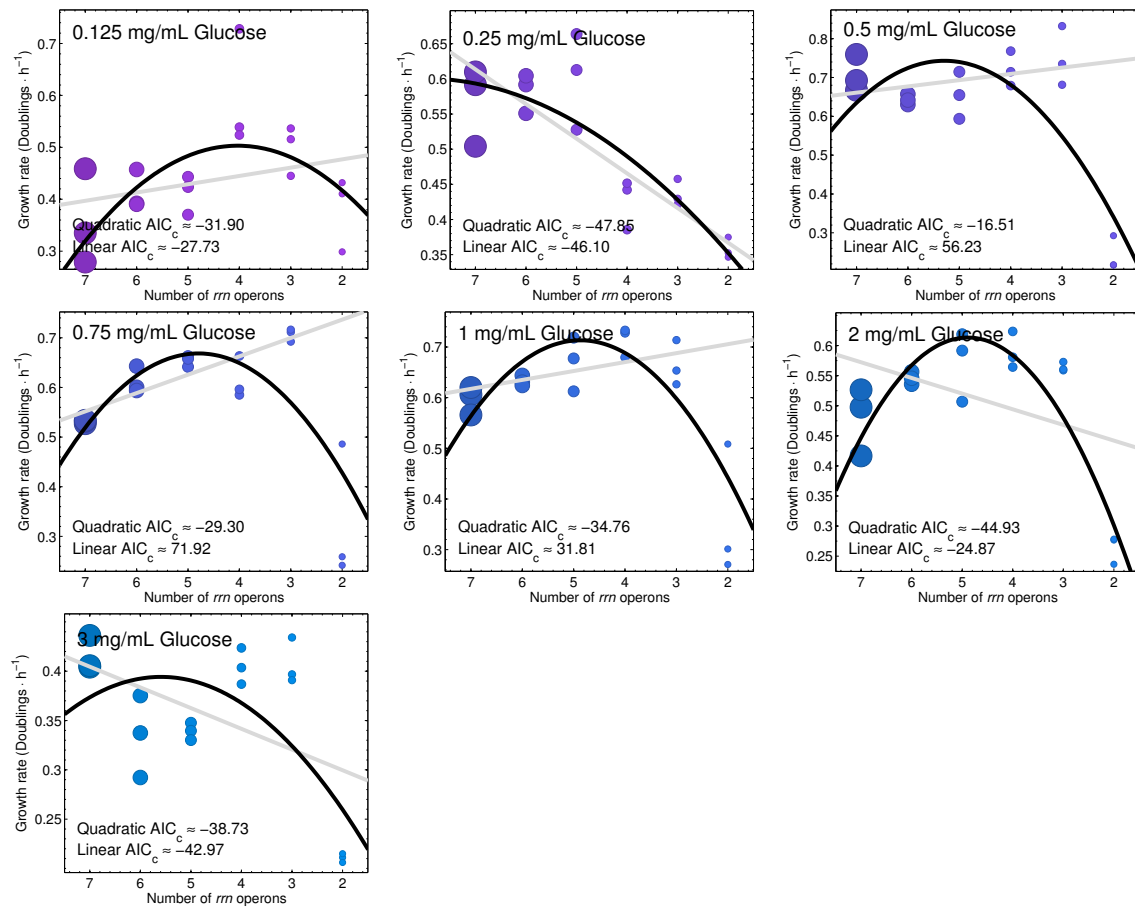 0.125 mg/mL Glucose
Growth rate (Doublings · h⁻¹)
0.7
0.6
0.5
0.4
0.3
Quadratic AICc ≈ −31.90
Linear AICc ≈ −27.73
7 6 5 4 3 2
Number of rrn operons
0.25 mg/mL Glucose
Growth rate (Doublings · h⁻¹)
0.65
0.6
0.55
0.5
0.45
0.4
0.35
Quadratic AICc ≈ −47.85
Linear AICc ≈ −46.10
7 6 5 4 3 2
Number of rrn operons
0.5 mg/mL Glucose
Growth rate (Doublings · h⁻¹)
0.8
0.7
0.6
0.5
0.4
0.3
Quadratic AICc ≈ −16.51
Linear AICc ≈ 56.23
7 6 5 4 3 2
Number of rrn operons
0.75 mg/mL Glucose
Growth rate (Doublings · h⁻¹)
0.7
0.6
0.5
0.4
0.3
Quadratic AICc ≈ −29.30
Linear AICc ≈ 71.92
7 6 5 4 3 2
Number of rrn operons
1 mg/mL Glucose
Growth rate (Doublings · h⁻¹)
0.7
0.6
0.5
0.4
0.3
Quadratic AICc ≈ −34.76
Linear AICc ≈ 31.81
7 6 5 4 3 2
Number of rrn operons
2 mg/mL Glucose
Growth rate (Doublings · h⁻¹)
0.6
0.55
0.5
0.45
0.4
0.35
0.3
0.25
Quadratic AICc ≈ −44.93
Linear AICc ≈ −24.87
7 6 5 4 3 2
Number of rrn operons
3 mg/mL Glucose
Growth rate (Doublings · h⁻¹)
0.4
0.35
0.3
0.25
Quadratic AICc ≈ −38.73
Linear AICc ≈ −42.97
7 6 5 4 3 2
Number of rrn operons